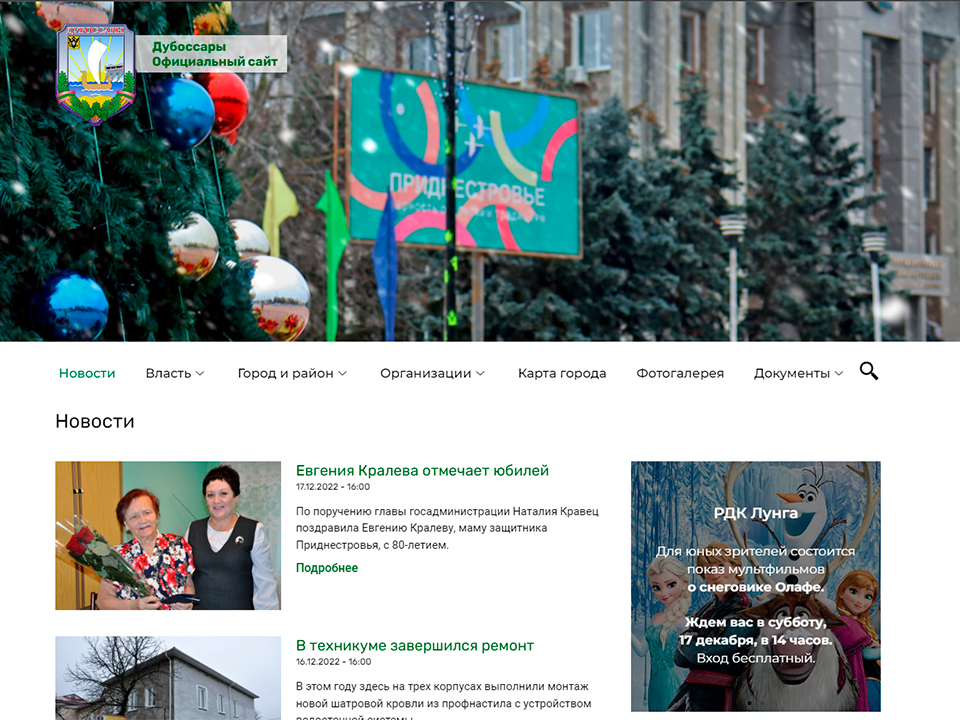 ДУБОССАРЫ
Дубоссары
Официальный сайт
ПРИДНЕСТРОВЬЕ
Новости
Власть
Город и район
Организации
Карта города
Фотогалерея
Документы
Новости
Евгения Кралева отмечает юбилей
17.12.2022 - 16:00
По поручению главы госадминистрации Наталия Кравец
поздравила Евгению Кралеву, маму защитника
Приднестровья, с 80-летием.
Подробнее
В техникуме завершился ремонт
16.12.2022 - 16:00
В этом году здесь на трех корпусах выполнили монтаж
новой шатровой кровли из профнастила с устройством
водосточной системы.
РДК Лунга
Для юных зрителей состоится
показ мультфильмов
о снеговике Олафе.
Ждем вас в субботу,
17 декабря, в 14 часов.
Вход бесплатный.